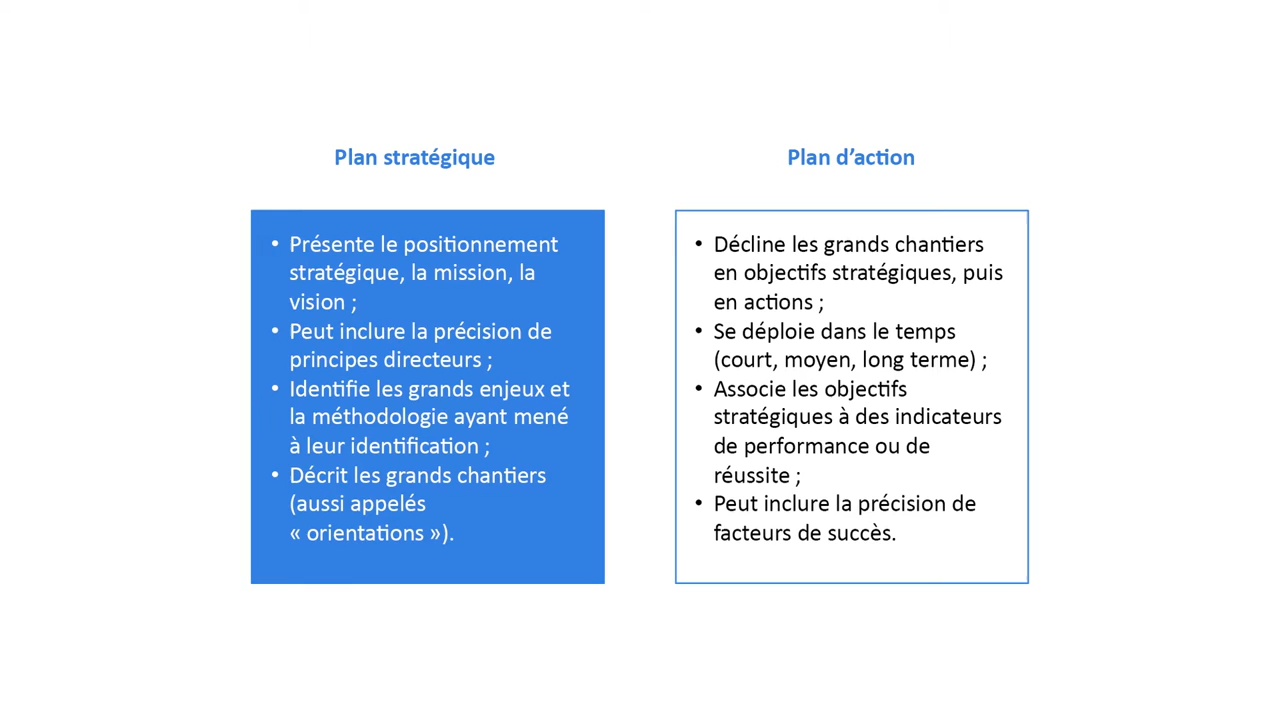 Plan stratégique
• Présente le positionnement
stratégique, la mission, la
vision ;
• Peut inclure la précision de
principes directeurs ;
• Identifie les grands enjeux et
la méthodologie ayant mené
à leur identification ;
• Décrit les grands chantiers
(aussi appelés
« orientations »).
Plan d’action
• Décline les grands chantiers
en objectifs stratégiques, puis
en actions ;
• Se déploie dans le temps
(court, moyen, long terme) ;
• Associe les objectifs
stratégiques à des indicateurs
de performance ou de
réussite ;
• Peut inclure la précision de
facteurs de succès.